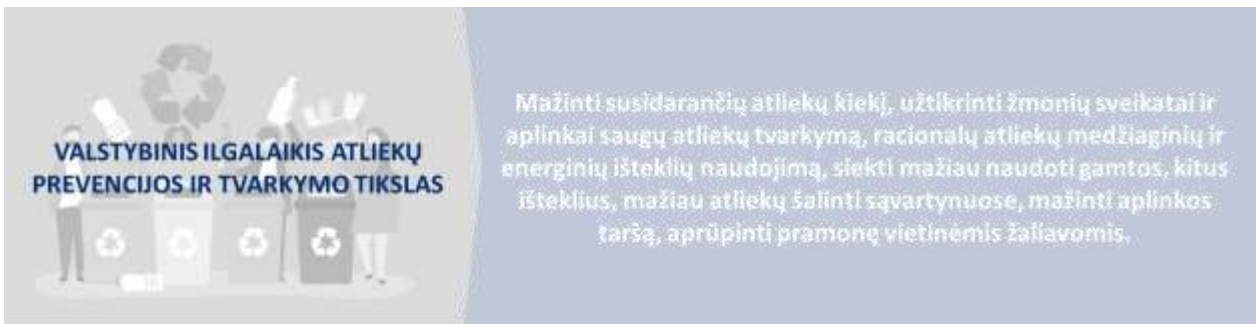 VALSTYBINIS ILGALAIKIS ATLIEKŲ
PREVENCIJOS IR TVARKYMO TIKSLAS
Mažinti susidarančių atliekų kiekį, užtikrinti žmonių sveikatai ir
aplinkai saugų atliekų tvarkymą, racionalų atliekų medžiaginių ir
energinių išteklių naudojimą, siekti mažiau naudoti gamtos, kitus
išteklius, mažiau atliekų šalinti sąvartynuose, mažinti aplinkos
taršą, aprūpinti pramonę vietinėmis žaliavomis.